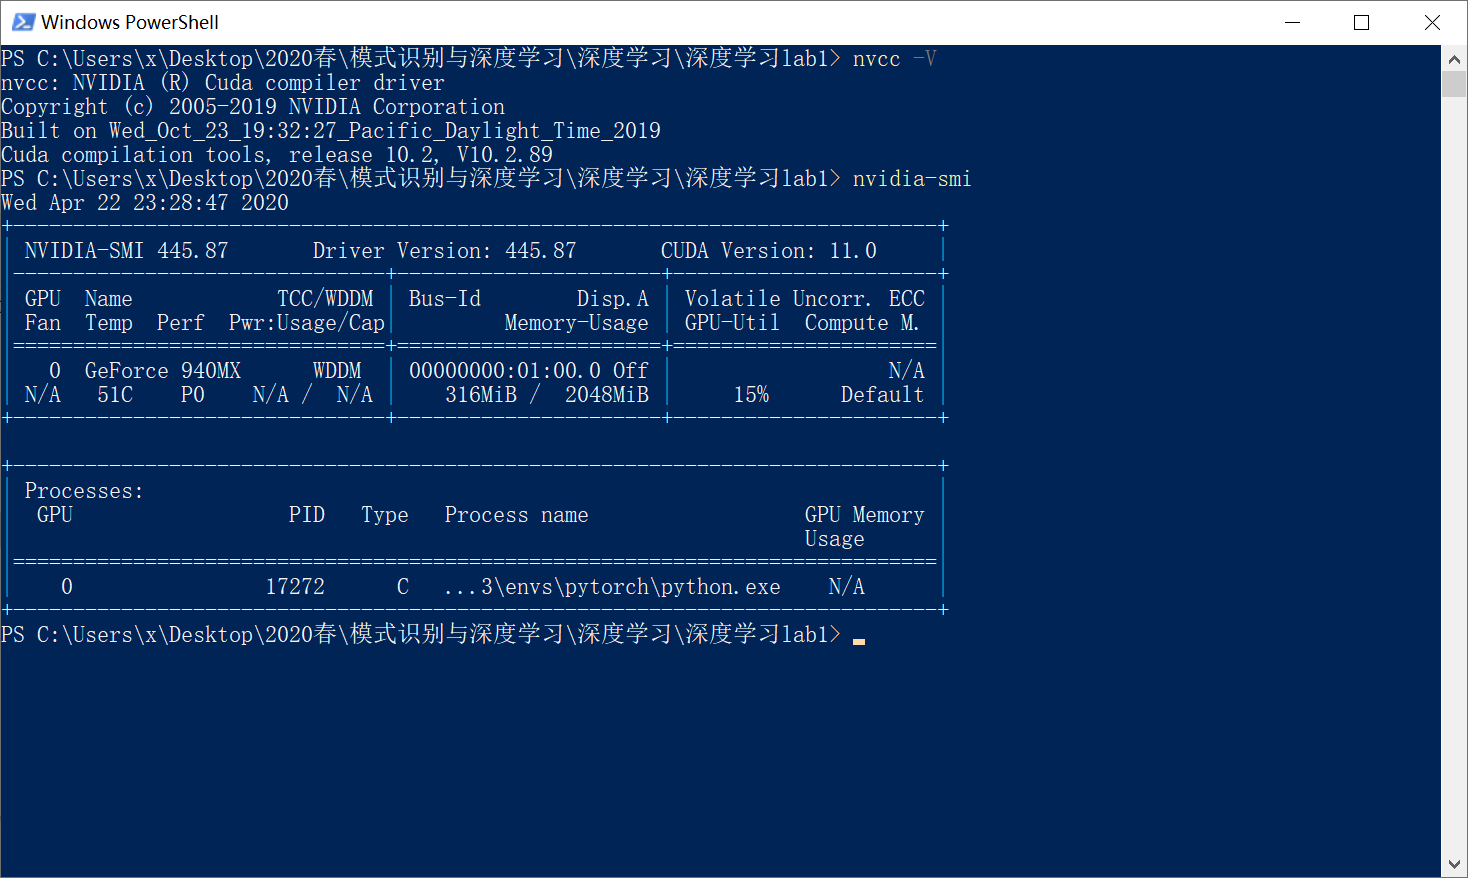 Windows PowerShell
PS C:\Users\x\Desktop\2020春\模式识别与深度学习\深度学习\深度学习lab1> nvcc -V
nvcc: NVIDIA (R) Cuda compiler driver
Copyright (c) 2005-2019 NVIDIA Corporation
Built on Wed_Oct_23_19:32:27_Pacific_Daylight_Time_2019
Cuda compilation tools, release 10.2, V10.2.89
PS C:\Users\x\Desktop\2020春\模式识别与深度学习\深度学习\深度学习lab1> nvidia-smi
Wed Apr 22 23:28:47 2020
+-----------------------------------------------------------------------------+
| NVIDIA-SMI 445.87       Driver Version: 445.87       CUDA Version: 11.0     |
|-------------------------------+----------------------+----------------------+
| GPU  Name            TCC/WDDM | Bus-Id        Disp.A | Volatile Uncorr. ECC |
| Fan  Temp  Perf  Pwr:Usage/Cap|         Memory-Usage | GPU-Util  Compute M. |
|===============================+======================+======================|
|   0  GeForce 940MX      WDDM  | 00000000:01:00.0 Off |                  N/A |
| N/A   51C    P0    N/A /  N/A |    316MiB /  2048MiB |     15%      Default |
+-------------------------------+----------------------+----------------------+
+-----------------------------------------------------------------------------+
| Processes:                                                                  |
|  GPU                  PID   Type   Process name                  GPU Memory |
|                                                                  Usage      |
|=============================================================================|
|    0                17272      C   ...3\envs\pytorch\python.exe    N/A      |
+-----------------------------------------------------------------------------+
PS C:\Users\x\Desktop\2020春\模式识别与深度学习\深度学习\深度学习lab1>